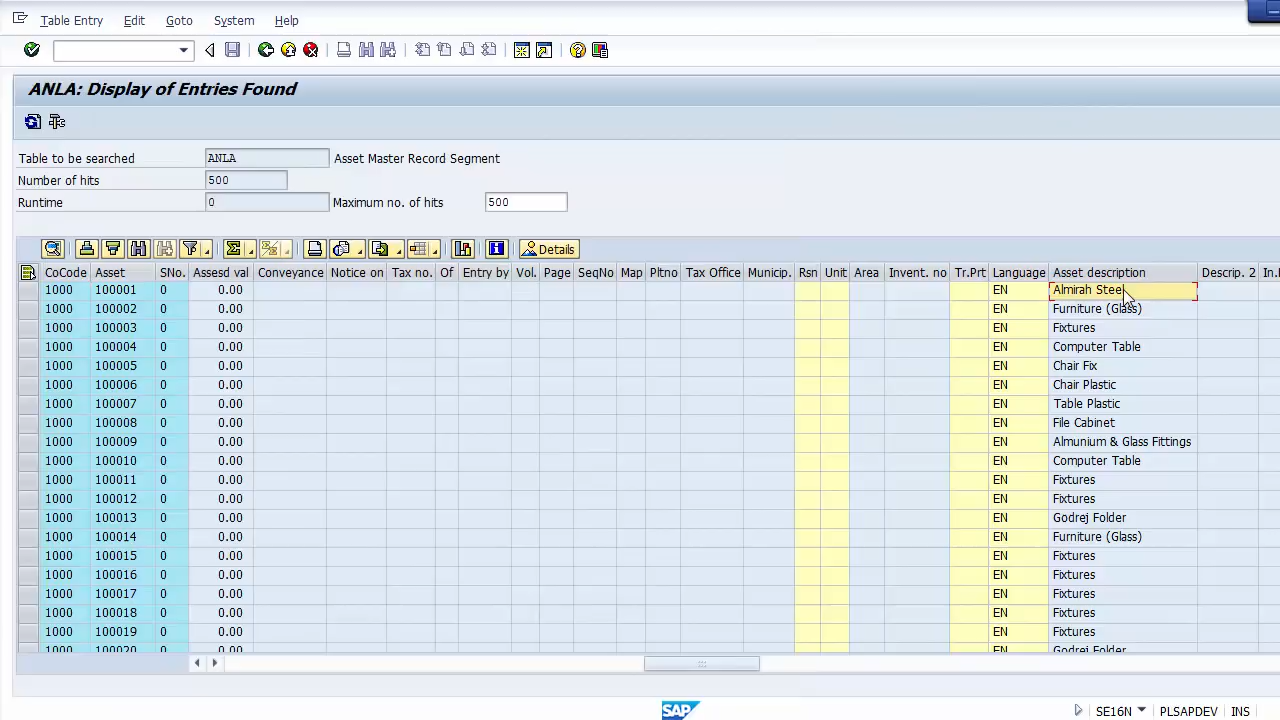 Table Entry Edit Goto System Help
ANLA: Display of Entries Found
Table to be searched ANLA Asset Master Record Segment
Number of hits 500
Runtime 0 Maximum no. of hits 500
Details
CoCode Asset SNo. Assesd val Conveyance Notice on Tax no. Of Entry by Vol. Page SeqNo Map Pltno Tax Office Municip. Rsn Unit Area Invent. no Tr.Prt Language Asset description Descrip. 2
1000 100001 0 0.00 EN Almirah Steel
1000 100002 0 0.00 EN Furniture (Glass)
1000 100003 0 0.00 EN Fixtures
1000 100004 0 0.00 EN Computer Table
1000 100005 0 0.00 EN Chair Fix
1000 100006 0 0.00 EN Chair Plastic
1000 100007 0 0.00 EN Table Plastic
1000 100008 0 0.00 EN File Cabinet
1000 100009 0 0.00 EN Almunium & Glass Fittings
1000 100010 0 0.00 EN Computer Table
1000 100011 0 0.00 EN Fixtures
1000 100012 0 0.00 EN Fixtures
1000 100013 0 0.00 EN Godrej Folder
1000 100014 0 0.00 EN Furniture (Glass)
1000 100015 0 0.00 EN Fixtures
1000 100016 0 0.00 EN Fixtures
1000 100017 0 0.00 EN Fixtures
1000 100018 0 0.00 EN Fixtures
1000 100019 0 0.00 EN Fixtures
1000 100020 0 0.00 EN Godrej Folder
SAP SE16N PLSAPDEV INS